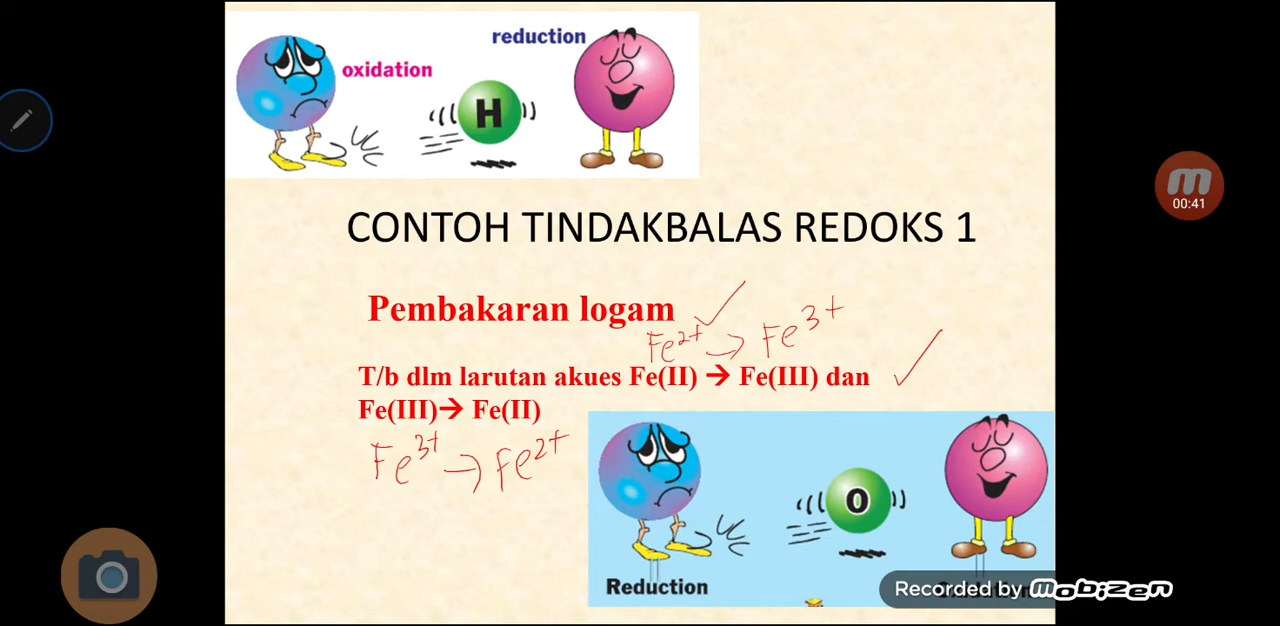 reduction
oxidation
H
00:41
CONTOH TINDAKBALAS REDOKS 1
Pembakaran logam
Fe²⁺ → Fe³⁺
T/b dlm larutan akues Fe(II) → Fe(III) dan
Fe(III)→ Fe(II)
Fe³⁺ → Fe²⁺
O
Reduction
Recorded by mobizen